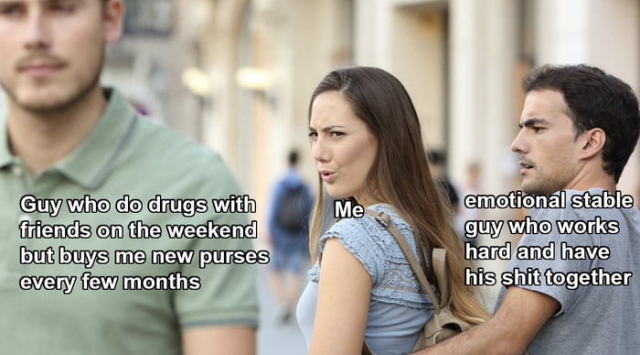 Guy who do drugs with
friends on the weekend
but buys me new purses
every few months
Me
emotional stable
guy who works
hard and have
his shit together